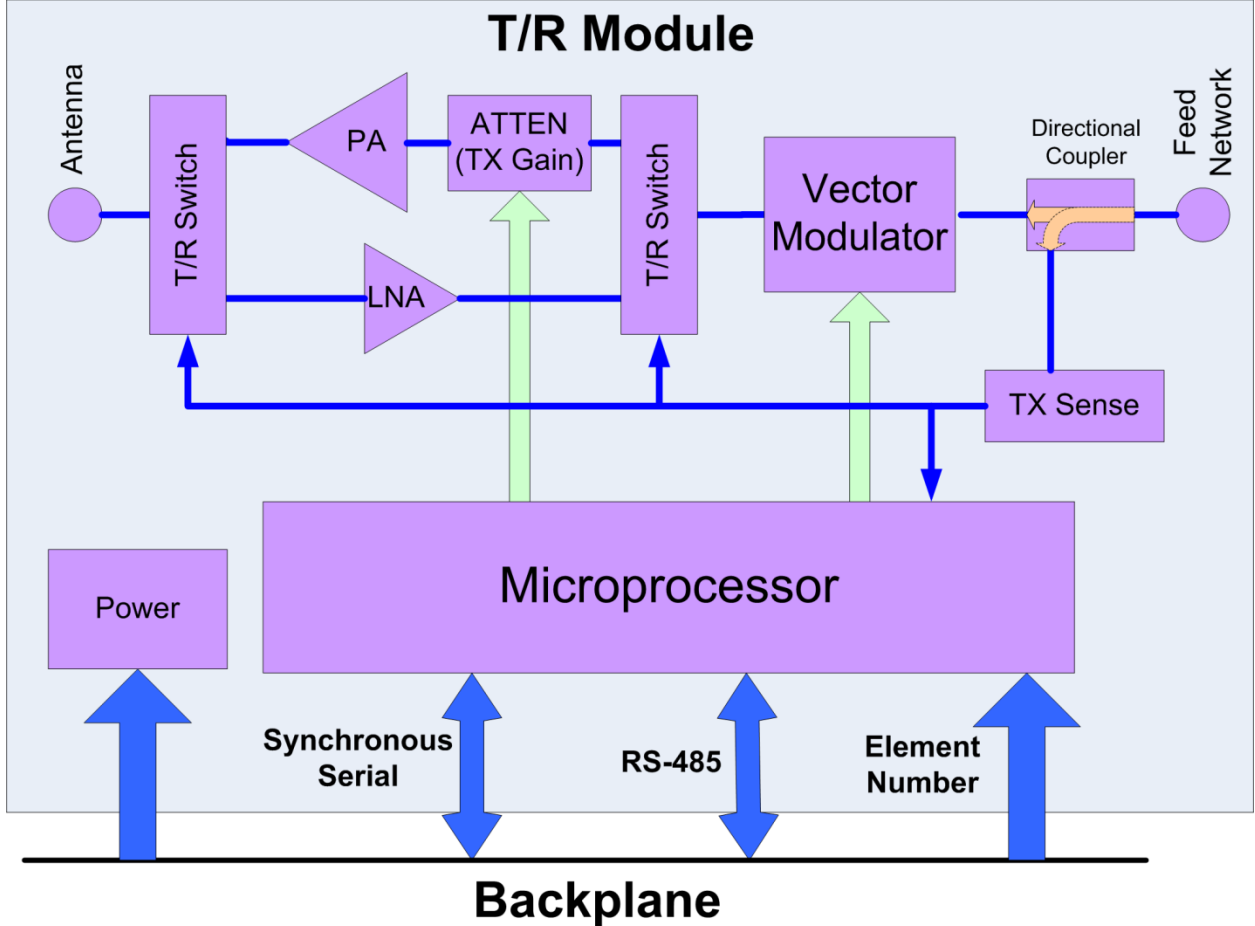 T/R Module
Antenna
T/R Switch
PA
ATTEN
(TX Gain)
T/R Switch
Vector
Modulator
Directional
Coupler
Feed
Network
LNA
TX Sense
Microprocessor
Power
Synchronous
Serial
RS-485
Element
Number
Backplane